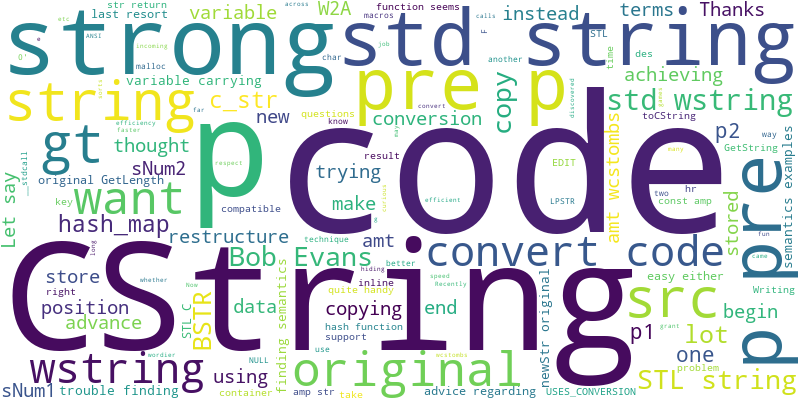 code
CString
p
std string
strong
string
pre p
p pre
original
want
gt
src
convert code
wstring
std wstring
STL string
Bob Evans
hash_map
copy
BSTR
lot
c_str
conversion
new
variable
W2A
instead
terms
Thanks
str return
last resort
function seems
macros
across
etc
ANSI
incoming
job
calls
F
STL
time
char
another
des
malloc
variable carrying
questions
know
achieving
toCString
discovered
may
thought
efficiency
faster
far
convert
p2
way
GetString
games
many
sNum2
trying
result
EDIT
amt wcstombs
semantics examples
__stdcall
original GetLength
respect
LPSTR
hr
two
const amp
key
make
compatible
efficient
curious
Let say
restructure
amt
stored
fun
came
long
technique
hiding
whether
better
speed
Recently
easy either
Writing
store
data
right
Now
position
advance
STL C
finding semantics
inline
quite handy
copying
end
newstr original
p1
begin
one
hash function
support
wcstombs
grant
problem
NULL
use
wordier
using
container
amp str
take
advice regarding
USES_CONVERSION
sNum1
trouble finding